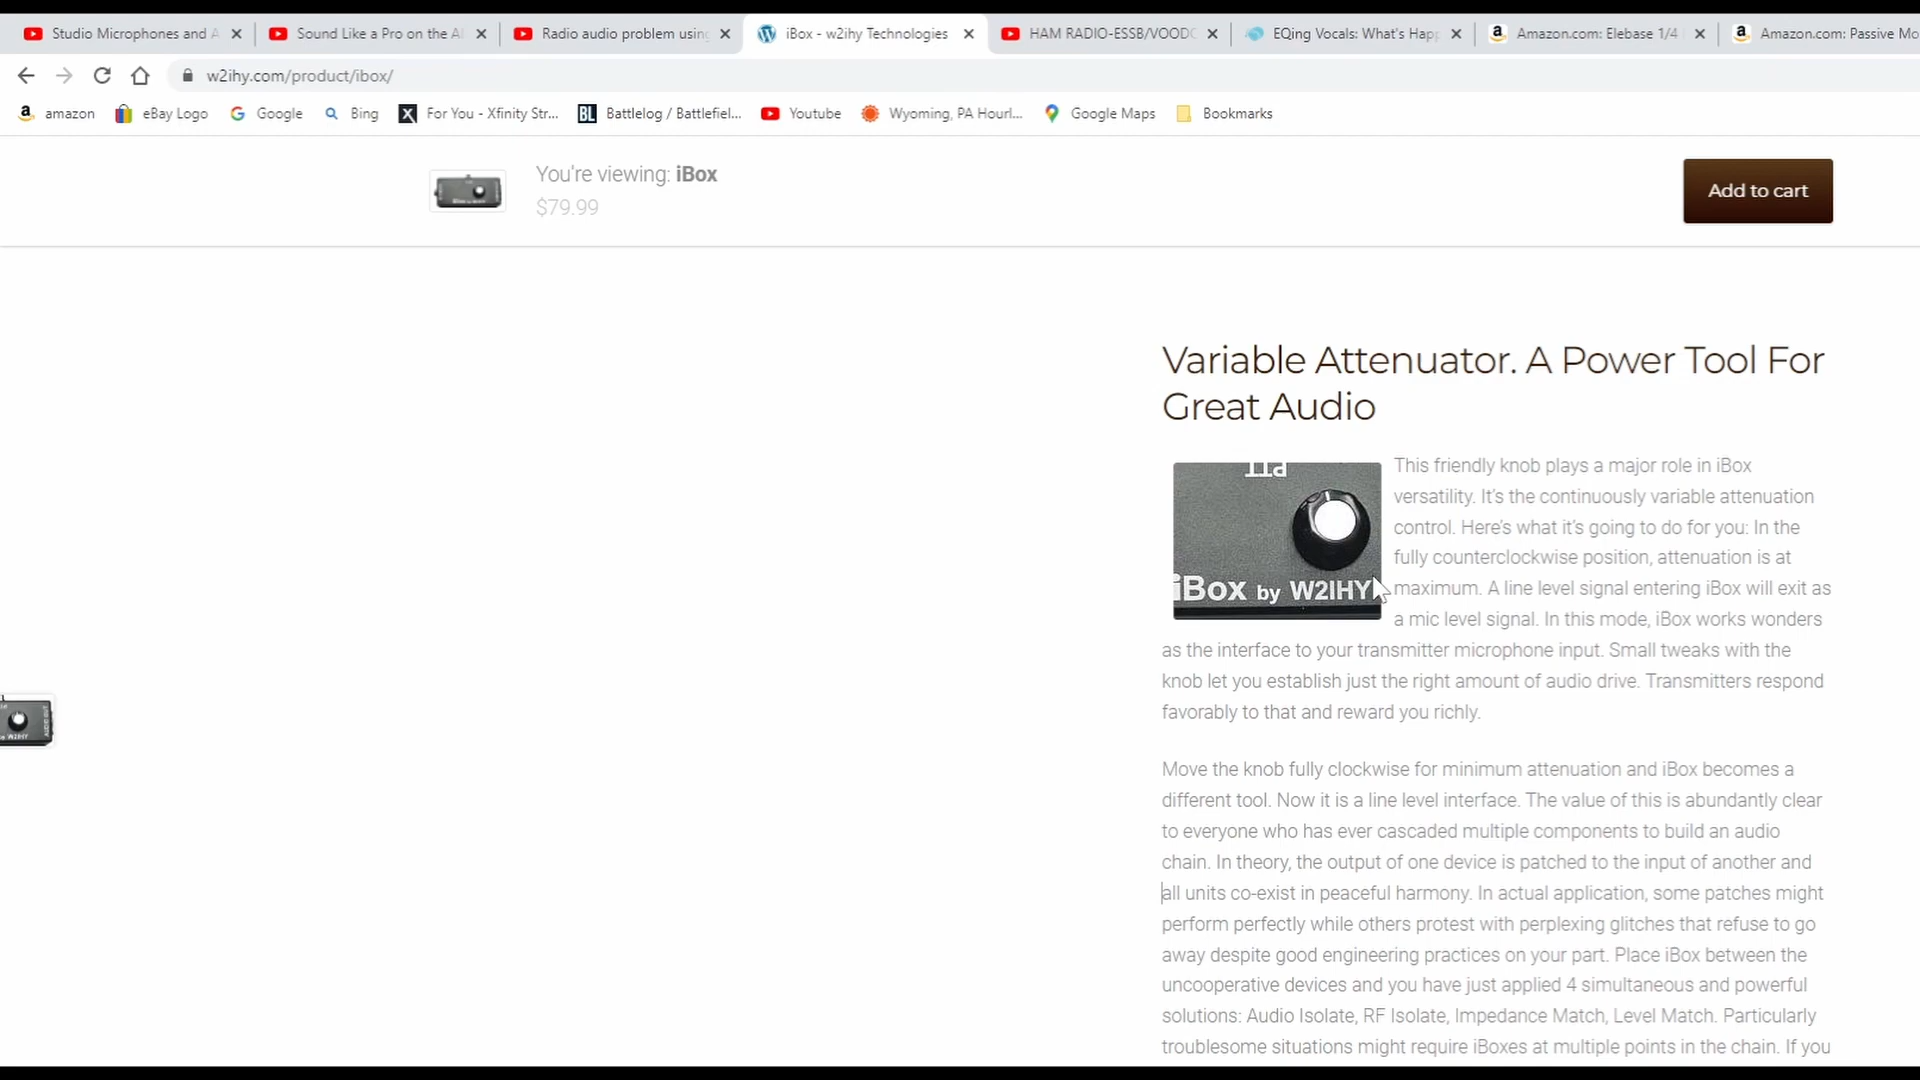 Studio Microphones and A
Sound Like a Pro on the AI
Radio audio problem using
iBox - w2ihy Technologies
HAM RADIO-ESSB/VOODO
EQing Vocals: What's Happ
Amazon.com: Elebase 1/4
Amazon.com: Passive Mo
w2ihy.com/product/ibox/
amazon
eBay Logo
Google
Bing
For You - Xfinity Str...
BL
Battlelog / Battlefiel...
Youtube
Wyoming, PA Hourl...
Google Maps
Bookmarks
You're viewing: iBox
$79.99
Add to cart
Variable Attenuator. A Power Tool For
Great Audio
iBox by W2IHY
This friendly knob plays a major role in iBox
versatility. It's the continuously variable attenuation
control. Here's what it's going to do for you: In the
fully counterclockwise position, attenuation is at
maximum. A line level signal entering iBox will exit as
a mic level signal. In this mode, iBox works wonders
as the interface to your transmitter microphone input. Small tweaks with the
knob let you establish just the right amount of audio drive. Transmitters respond
favorably to that and reward you richly.
Move the knob fully clockwise for minimum attenuation and iBox becomes a
different tool. Now it is a line level interface. The value of this is abundantly clear
to everyone who has ever cascaded multiple components to build an audio
chain. In theory, the output of one device is patched to the input of another and
all units co-exist in peaceful harmony. In actual application, some patches might
perform perfectly while others protest with perplexing glitches that refuse to go
away despite good engineering practices on your part. Place iBox between the
uncooperative devices and you have just applied 4 simultaneous and powerful
solutions: Audio Isolate, RF Isolate, Impedance Match, Level Match. Particularly
troublesome situations might require iBoxes at multiple points in the chain. If you